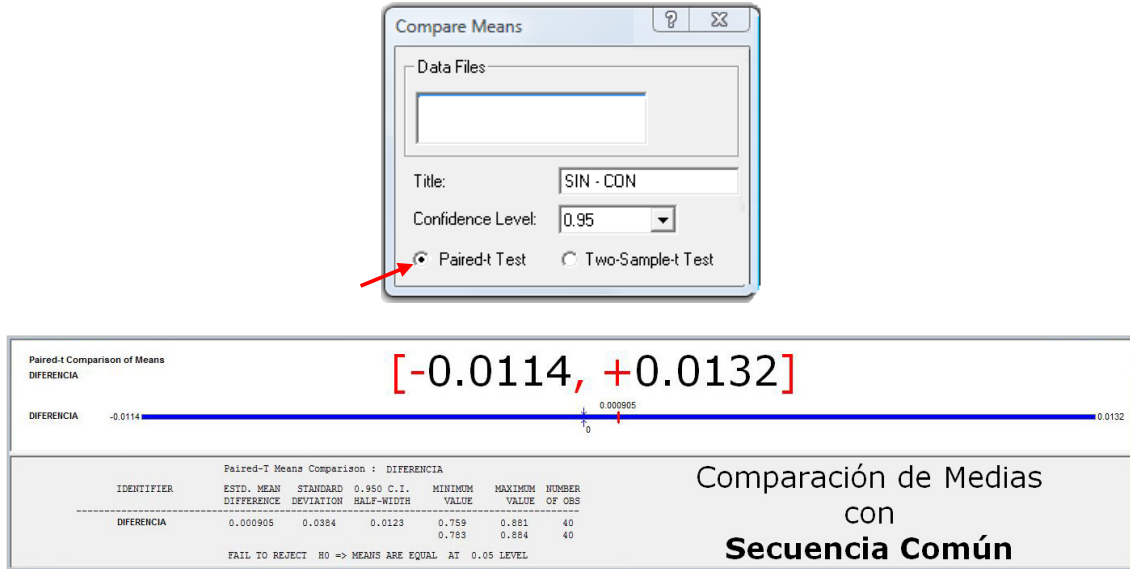 Compare Means
Data Files
Title: SIN - CON
Confidence Level: 0.95
Paired-t Test Two-Sample-t Test
Paired-t Comparison of Means
DIFERENCIA
[-0.0114, +0.0132]
0.000905
DIFERENCIA -0.0114 0.0132
0
Paired-T Means Comparison : DIFERENCIA
IDENTIFIER ESTD. MEAN STANDARD 0.950 C.I. MINIMUM MAXIMUM NUMBER
DIFFERENCE DEVIATION HALF-WIDTH VALUE VALUE OF OBS
DIFERENCIA 0.000905 0.0384 0.0123 0.759 0.881 40
0.783 0.884 40
FAIL TO REJECT H0 => MEANS ARE EQUAL AT 0.05 LEVEL
Comparación de Medias
con
Secuencia Común